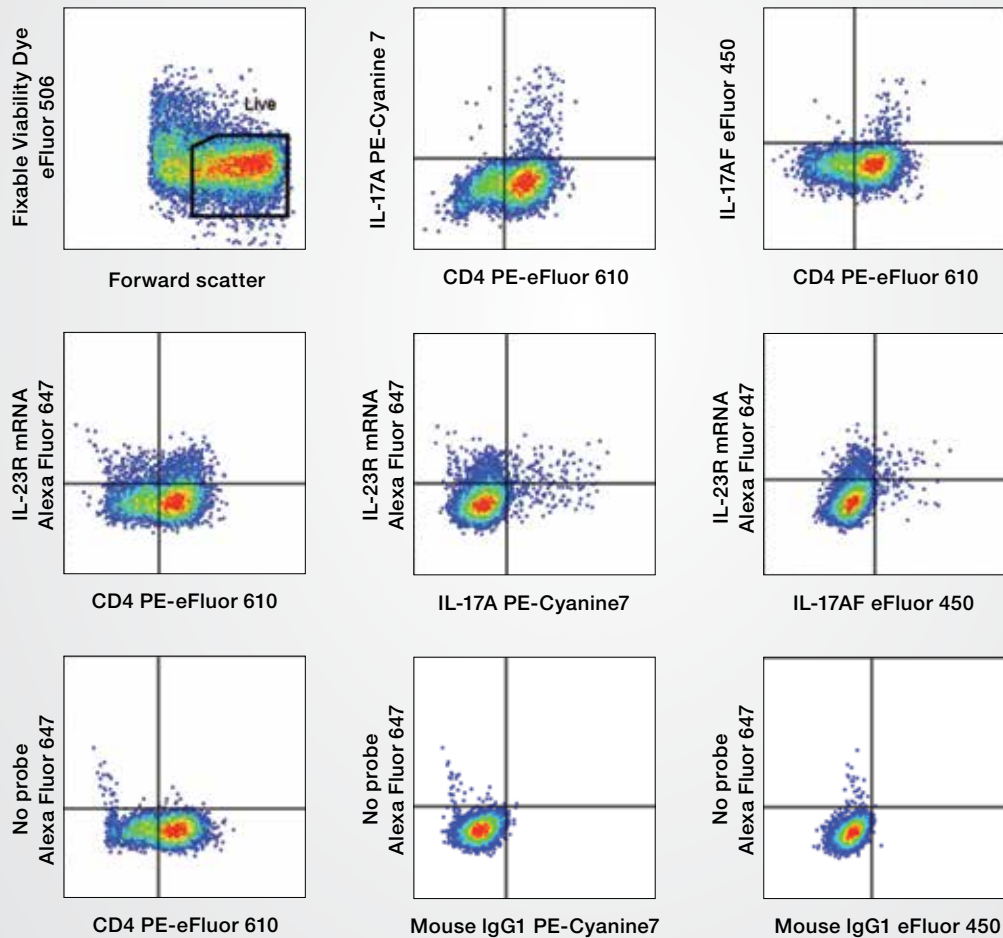 Fixable Viability Dye
eFluor 506
Live
Forward scatter
IL-17A PE-Cyanine 7
CD4 PE-eFluor 610
IL-17AF eFluor 450
CD4 PE-eFluor 610
IL-23R mRNA
Alexa Fluor 647
CD4 PE-eFluor 610
IL-23R mRNA
Alexa Fluor 647
IL-17A PE-Cyanine7
IL-23R mRNA
Alexa Fluor 647
IL-17AF eFluor 450
No probe
Alexa Fluor 647
CD4 PE-eFluor 610
No probe
Alexa Fluor 647
Mouse IgG1 PE-Cyanine7
No probe
Alexa Fluor 647
Mouse IgG1 eFluor 450